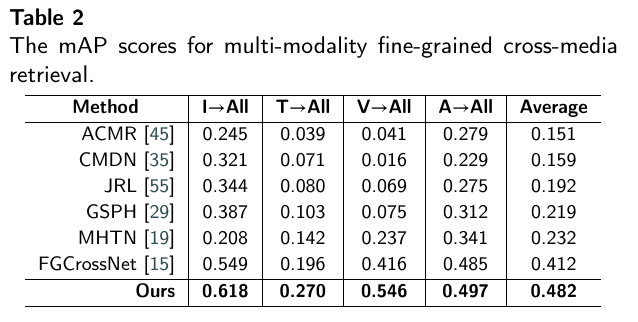 Table 2
The mAP scores for multi-modality fine-grained cross-media
retrieval.
Method I→All T→All V→All A→All Average
ACMR [45] 0.245 0.039 0.041 0.279 0.151
CMDN [35] 0.321 0.071 0.016 0.229 0.159
JRL [55] 0.344 0.080 0.069 0.275 0.192
GSPH [29] 0.387 0.103 0.075 0.312 0.219
MHTN [19] 0.208 0.142 0.237 0.341 0.232
FGCrossNet [15] 0.549 0.196 0.416 0.485 0.412
Ours 0.618 0.270 0.546 0.497 0.482